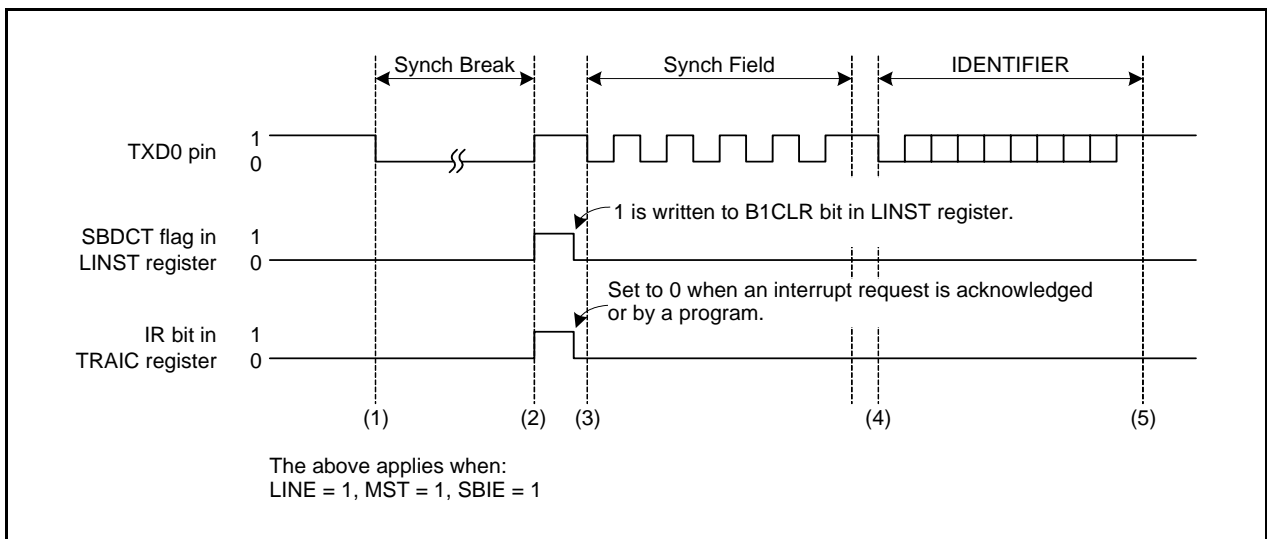 Synch Break
Synch Field
IDENTIFIER
TXD0 pin
1
0
1 is written to B1CLR bit in LINST register.
SBDCT flag in
LINST register
1
0
Set to 0 when an interrupt request is acknowledged
or by a program.
IR bit in
TRAIC register
1
0
(1)
(2)
(3)
(4)
(5)
The above applies when:
LINE = 1, MST = 1, SBIE = 1